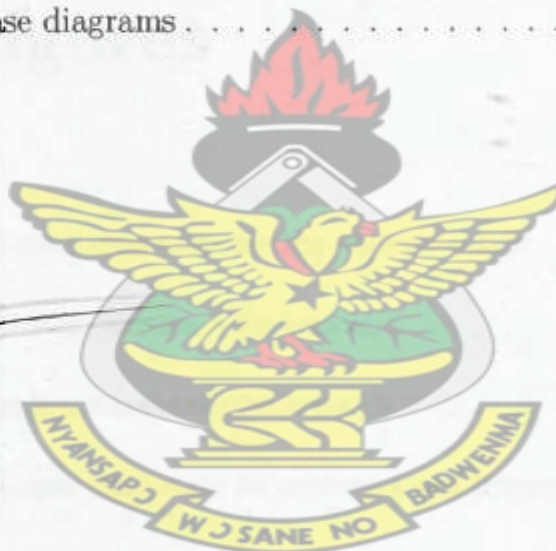 se diagrams . . . . . . . . . . . . .
NYANSAPƆ
WƆSANE NO
BADWENMA